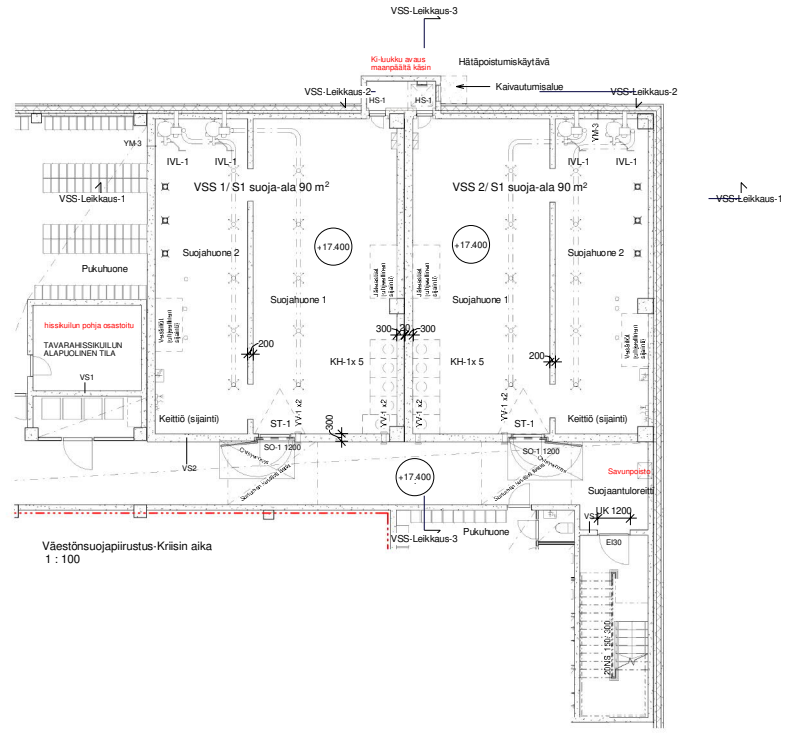 VSS-Leikkaus-3
Ki-luukku avaus
maanpäältä käsin
Hätäpoistumiskäytävä
Kaivautumisalue
VSS-Leikkaus-2
VSS-Leikkaus-2
HS-1
HS-1
YM-3
IVL-1
IVL-1
IVL-1
IVL-1
YM-3
VSS 1/ S1 suoja-ala 90 m²
VSS 2/ S1 suoja-ala 90 m²
VSS-Leikkaus-1
VSS-Leikkaus-1
+17.400
+17.400
Suojahuone 2
Suojahuone 2
Pukuhuone
Suojahuone 1
Suojahuone 1
hissikuilun pohja osastoitu
TAVARAHISSIKUILUN
ALAPUOLINEN TILA
VS1
200
300
20
300
200
KH-1x 5
KH-1x 5
Keittiö (sijainti)
ST-1
300
YV-1 x2
YV-1 x2
YV-1 x2
ST-1
Keittiö (sijainti)
SO-1 1200
SO-1 1200
VS2
+17.400
Savunpoisto
Suojaantuloreitti
UK 1200
VSS-Leikkaus-3
Pukuhuone
EI30
Väestönsuojapiirustus-Kriisin aika
1 : 100